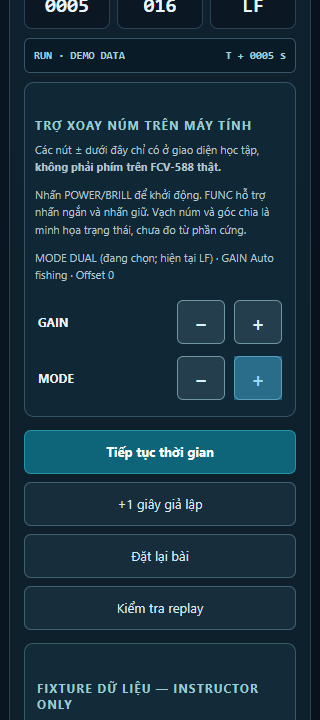 0005 016 LF
RUN · DEMO DATA T + 0005 s
TRỢ XOAY NÚM TRÊN MÁY TÍNH
Các nút ± dưới đây chỉ có ở giao diện học tập,
không phải phím trên FCV-588 thật.
Nhấn POWER/BRILL để khởi động. FUNC hỗ trợ
nhấn ngắn và nhấn giữ. Vạch núm và góc chia là
minh họa trạng thái, chưa đo từ phần cứng.
MODE DUAL (đang chọn; hiện tại LF) · GAIN Auto
fishing · Offset 0
GAIN − +
MODE − +
Tiếp tục thời gian
+1 giây giả lập
Đặt lại bài
Kiểm tra replay
FIXTURE DỮ LIỆU — INSTRUCTOR
ONLY